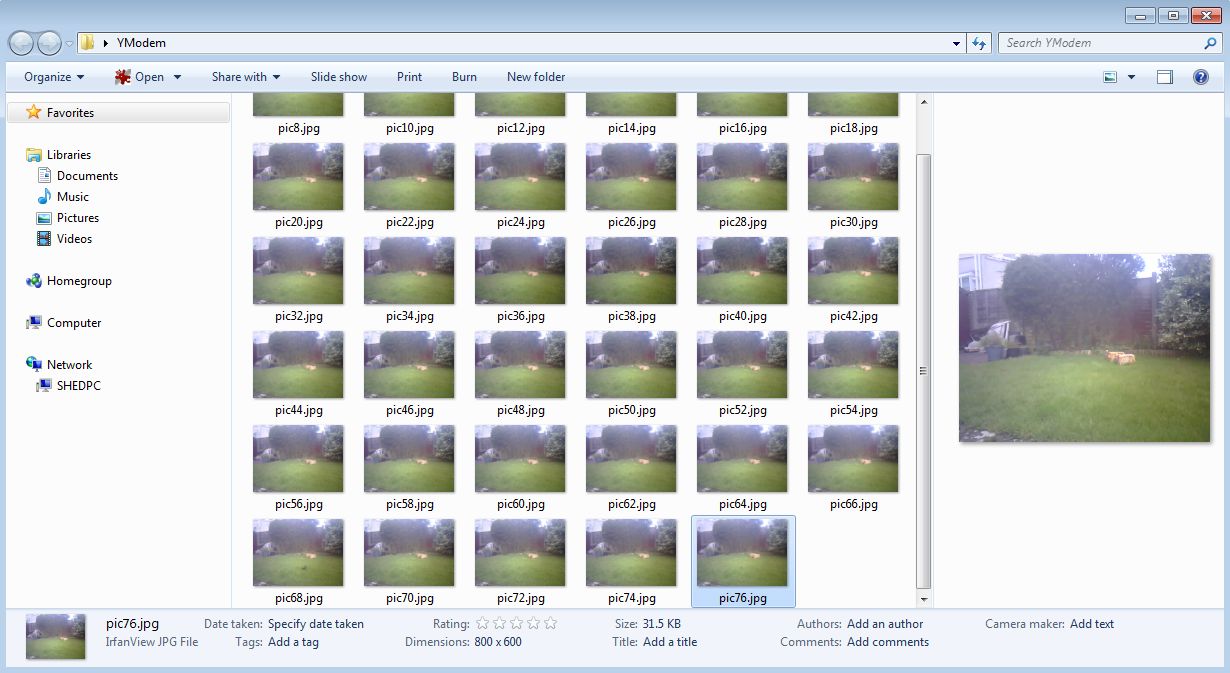 YModem
Search YModem
Organize Open Share with Slide show Print Burn New folder
Favorites
Libraries
Documents
Music
Pictures
Videos
Homegroup
Computer
Network
SHEDPC
pic8.jpg pic10.jpg pic12.jpg pic14.jpg pic16.jpg pic18.jpg
pic20.jpg pic22.jpg pic24.jpg pic26.jpg pic28.jpg pic30.jpg
pic32.jpg pic34.jpg pic36.jpg pic38.jpg pic40.jpg pic42.jpg
pic44.jpg pic46.jpg pic48.jpg pic50.jpg pic52.jpg pic54.jpg
pic56.jpg pic58.jpg pic60.jpg pic62.jpg pic64.jpg pic66.jpg
pic68.jpg pic70.jpg pic72.jpg pic74.jpg pic76.jpg
pic76.jpg Date taken: Specify date taken Rating: Size: 31.5 KB Authors: Add an author Camera maker: Add text
IrfanView JPG File Tags: Add a tag Dimensions: 800 x 600 Title: Add a title Comments: Add comments